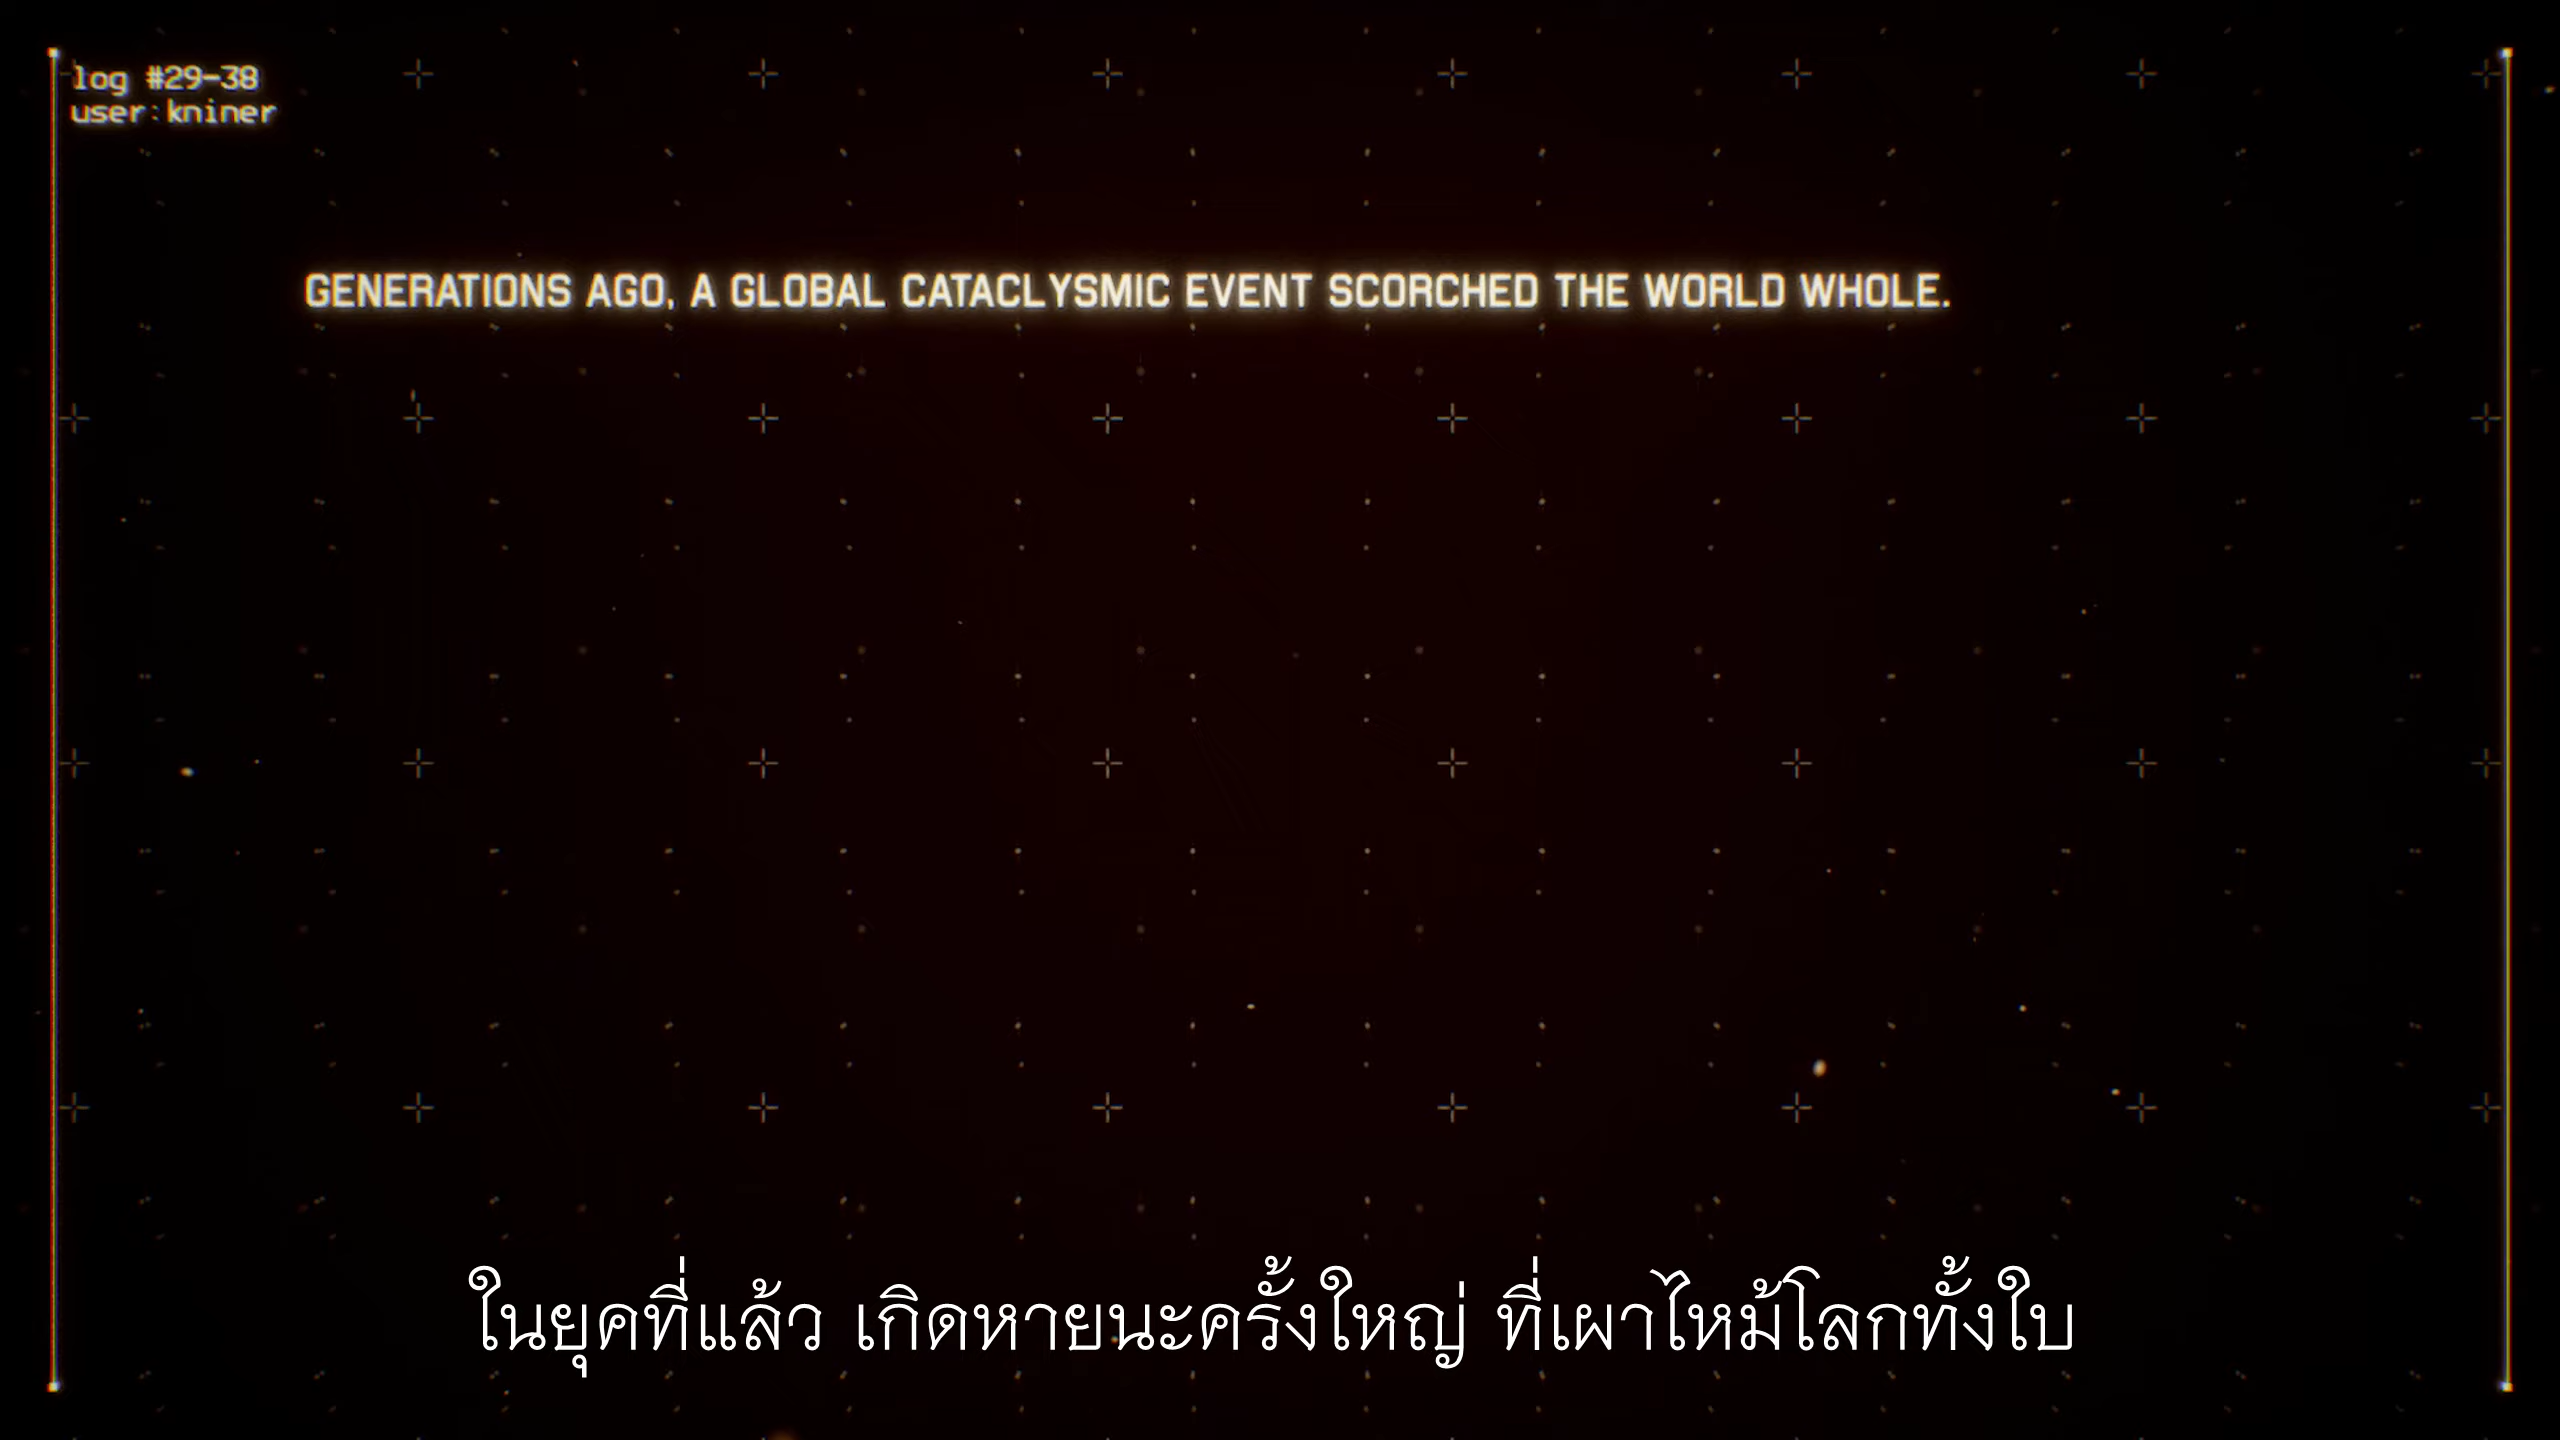 log #29-38
user:kniner
GENERATIONS AGO, A GLOBAL CATACLYSMIC EVENT SCORCHED THE WORLD WHOLE.
ในยุคที่แล้ว เกิดหายนะครั้งใหญ่ ที่เผาไหม้โลกทั้งใบ